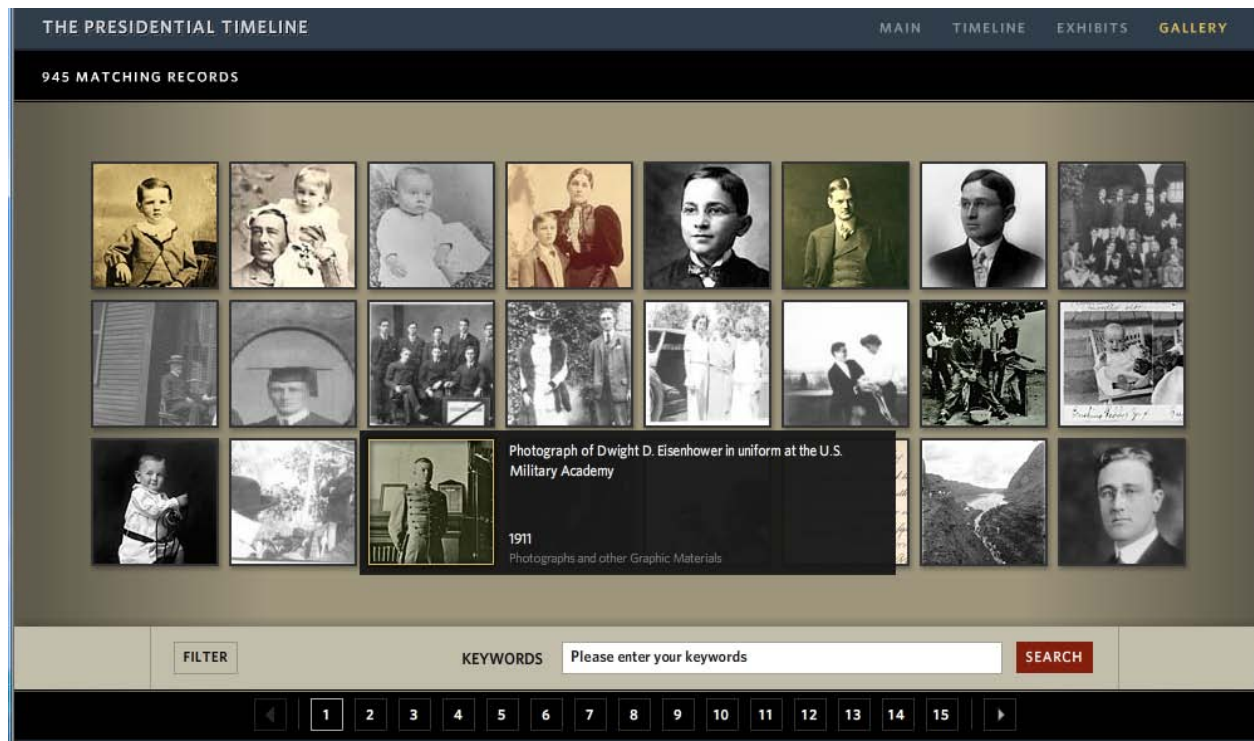 THE PRESIDENTIAL TIMELINE
MAIN TIMELINE EXHIBITS GALLERY
945 MATCHING RECORDS
Photograph of Dwight D. Eisenhower in uniform at the U.S.
Military Academy
1911
Photographs and other Graphic Materials
FILTER
KEYWORDS
Please enter your keywords
SEARCH
1 2 3 4 5 6 7 8 9 10 11 12 13 14 15